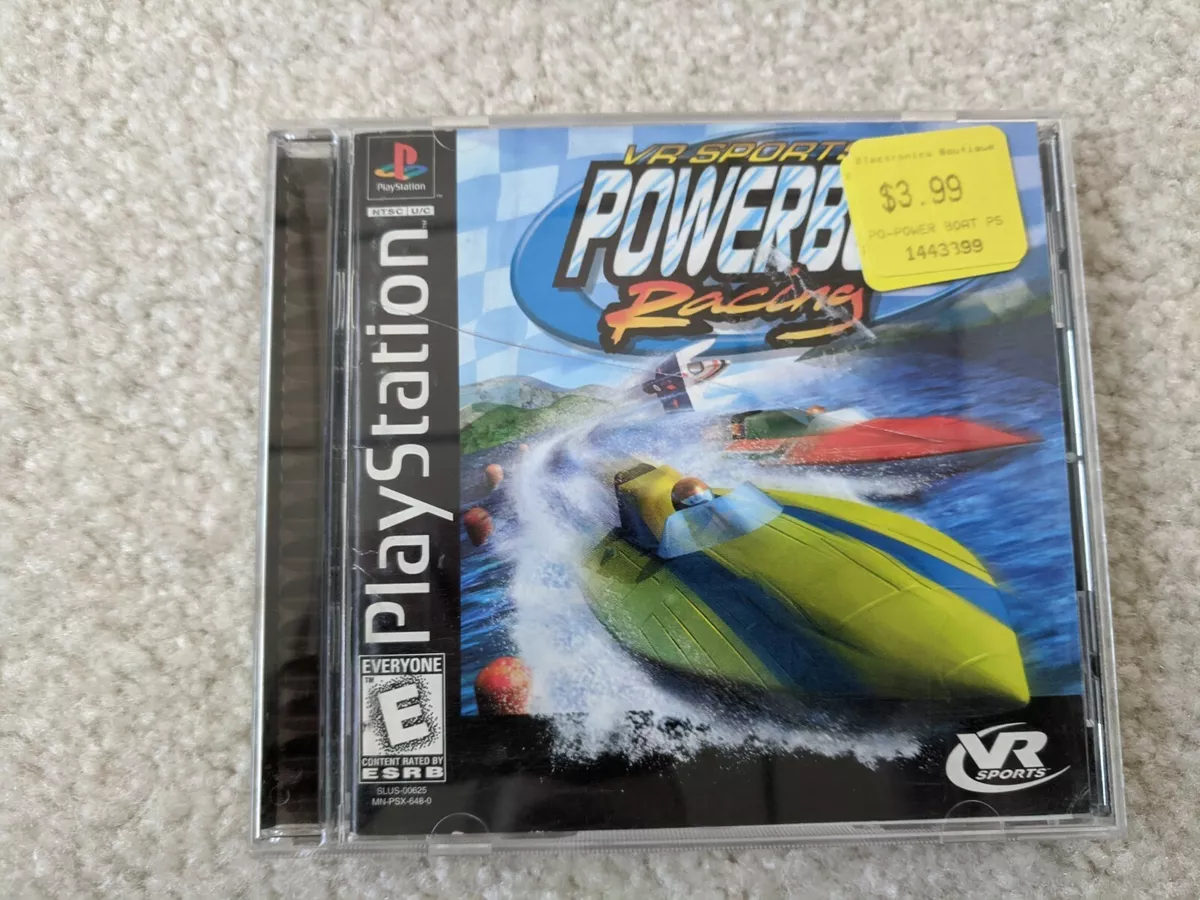 PlayStation
NTSC U/C
PlayStation
VR SPORTS
POWERB
Racing
Electronics Boutique
$3.99
PO-POWER BOAT PS
1443399
EVERYONE
E
CONTENT RATED BY
ESRB
SLUS-00625
MN-PSX-648-0
VR
SPORTS